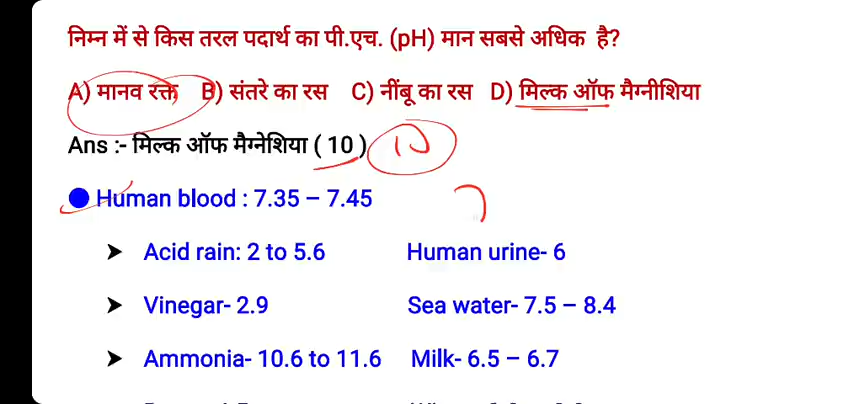 निम्न में से किस तरल पदार्थ का पी.एच. (pH) मान सबसे अधिक है?
A) मानव रक्त B) संतरे का रस C) नींबू का रस D) मिल्क ऑफ मैग्नीशिया
Ans :- मिल्क ऑफ मैग्नेशिया ( 10 ) 10
● Human blood : 7.35 – 7.45 7
➤ Acid rain: 2 to 5.6 Human urine- 6
➤ Vinegar- 2.9 Sea water- 7.5 – 8.4
➤ Ammonia- 10.6 to 11.6 Milk- 6.5 – 6.7